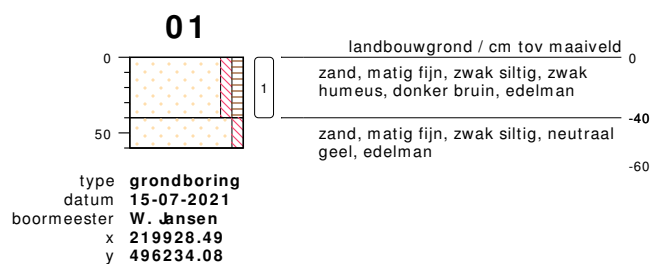 01
landbouwgrond / cm tov maaiveld
0
0
zand, matig fijn, zwak siltig, zwak
humeus, donker bruin, edelman
1
-40
50
zand, matig fijn, zwak siltig, neutraal
geel, edelman
-60
type grondboring
datum 15-07-2021
boormeester W. Jansen
x 219928.49
y 496234.08